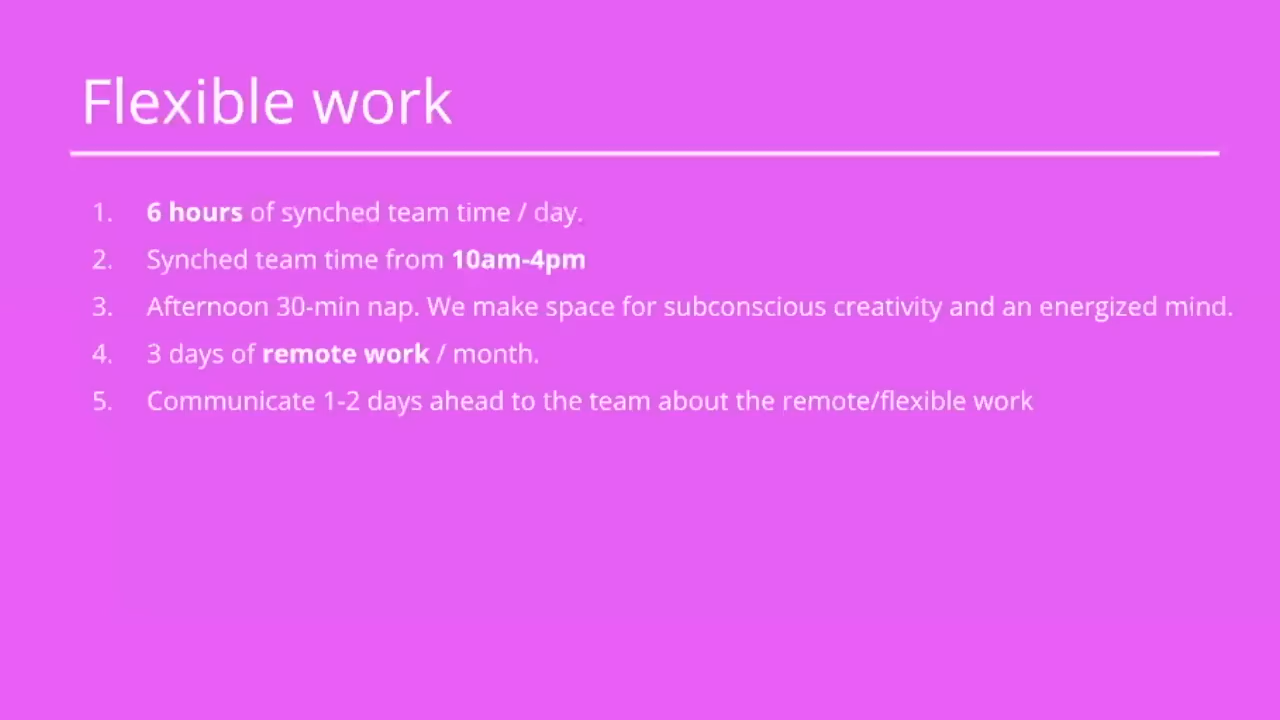 Flexible work
1. 6 hours of synched team time / day.
2. Synched team time from 10am-4pm
3. Afternoon 30-min nap. We make space for subconscious creativity and an energized mind.
4. 3 days of remote work / month.
5. Communicate 1-2 days ahead to the team about the remote/flexible work